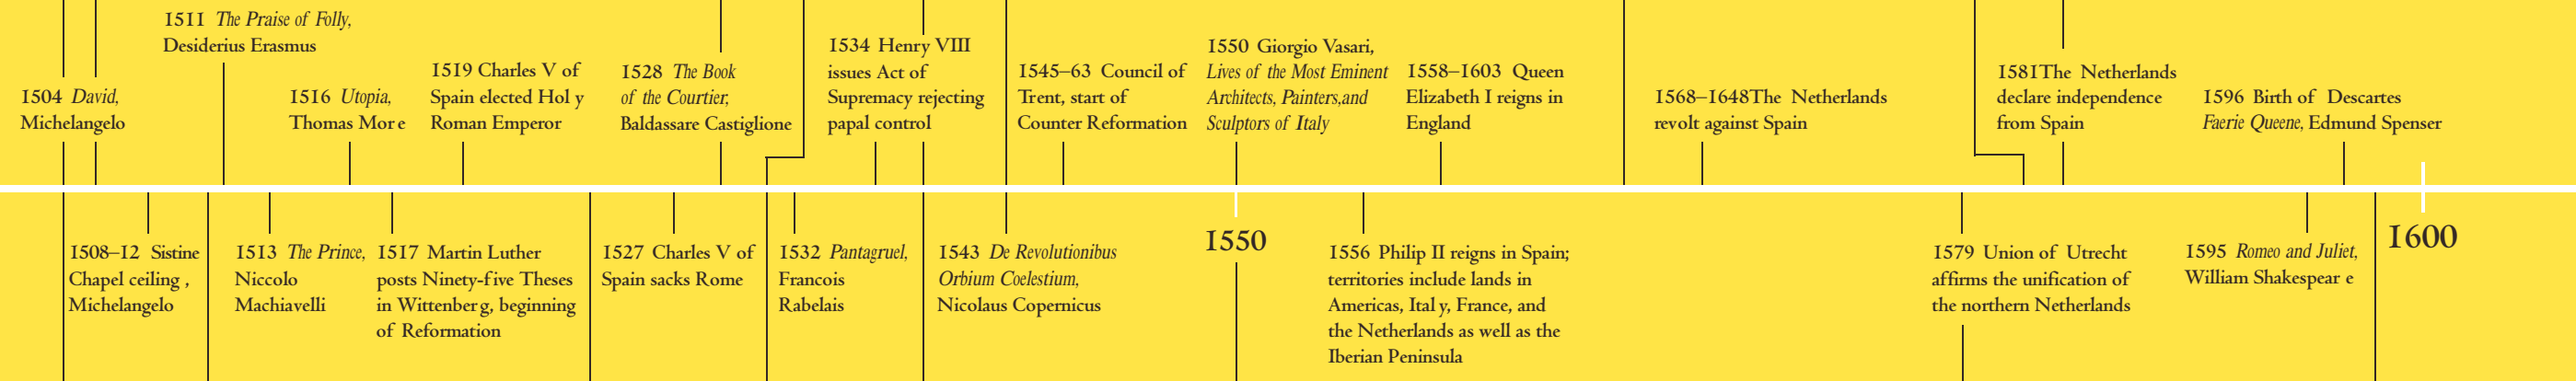 1511 The Praise of Folly,
Desiderius Erasmus
1504 David,
Michelangelo
1516 Utopia,
Thomas Mor e
1519 Charles V of
Spain elected Hol y
Roman Emperor
1528 The Book
of the Courtier,
Baldassare Castiglione
1534 Henry VIII
issues Act of
Supremacy rejecting
papal control
1545–63 Council of
Trent, start of
Counter Reformation
1550 Giorgio Vasari,
Lives of the Most Eminent
Architects, Painters,and
Sculptors of Italy
1558–1603 Queen
Elizabeth I reigns in
England
1568–1648The Netherlands
revolt against Spain
1581The Netherlands
declare independence
from Spain
1596 Birth of Descartes
Faerie Queene, Edmund Spenser
1508–12 Sistine
Chapel ceiling ,
Michelangelo
1513 The Prince,
Niccolo
Machiavelli
1517 Martin Luther
posts Ninety-five Theses
in Wittenber g, beginning
of Reformation
1527 Charles V of
Spain sacks Rome
1532 Pantagruel,
Francois
Rabelais
1543 De Revolutionibus
Orbium Coelestium,
Nicolaus Copernicus
1550
1556 Philip II reigns in Spain;
territories include lands in
Americas, Ital y, France, and
the Netherlands as well as the
Iberian Peninsula
1579 Union of Utrecht
affirms the unification of
the northern Netherlands
1595 Romeo and Juliet,
William Shakespear e
1600